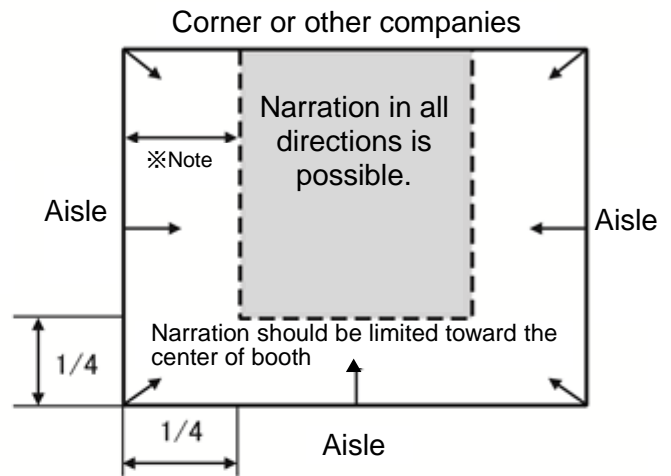 Corner or other companies
Narration in all
directions is
possible.
※Note
Aisle
Aisle
Narration should be limited toward the
center of booth
1/4
1/4
Aisle